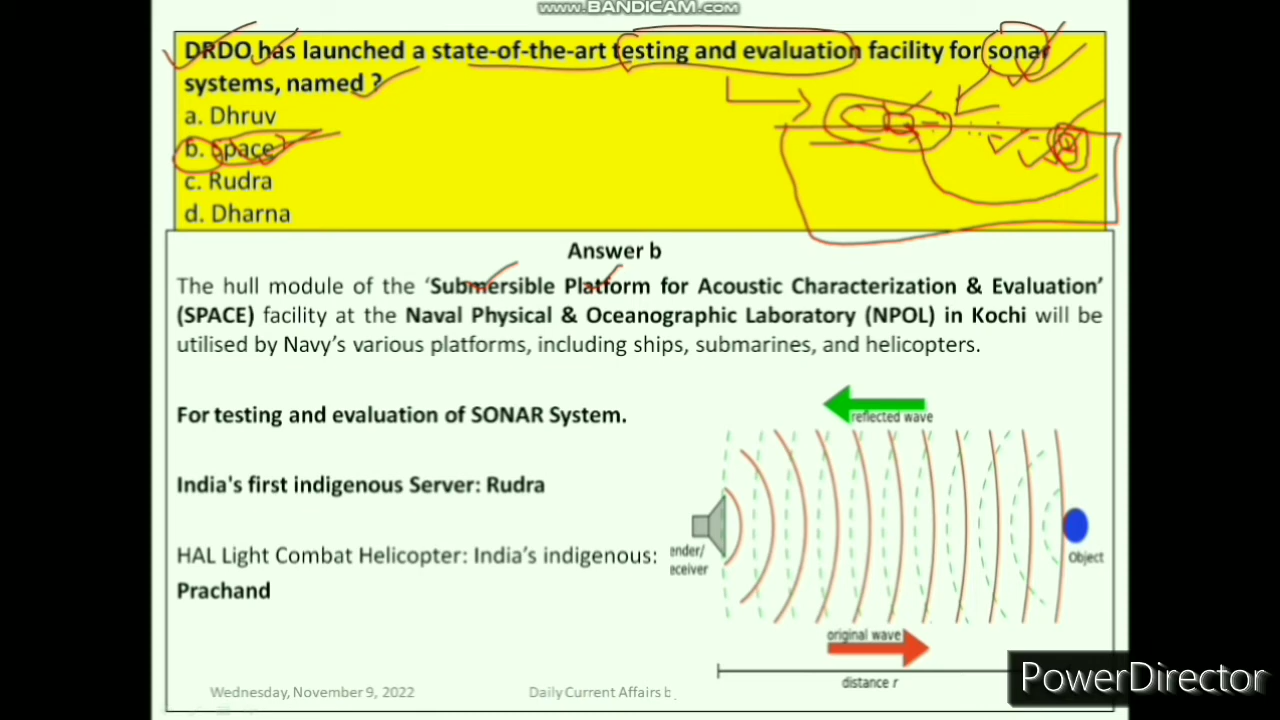 www.BANDICAM.com
DRDO has launched a state-of-the-art testing and evaluation facility for sonar
systems, named ?
a. Dhruv
b. Space
c. Rudra
d. Dharna
Answer b
The hull module of the ‘Submersible Platform for Acoustic Characterization & Evaluation’
(SPACE) facility at the Naval Physical & Oceanographic Laboratory (NPOL) in Kochi will be
utilised by Navy’s various platforms, including ships, submarines, and helicopters.
reflected wave
For testing and evaluation of SONAR System.
India's first indigenous Server: Rudra
HAL Light Combat Helicopter: India’s indigenous:
Prachand
ender/
eceiver
Object
original wave
distance r
Wednesday, November 9, 2022
Daily Current Affairs b
PowerDirector